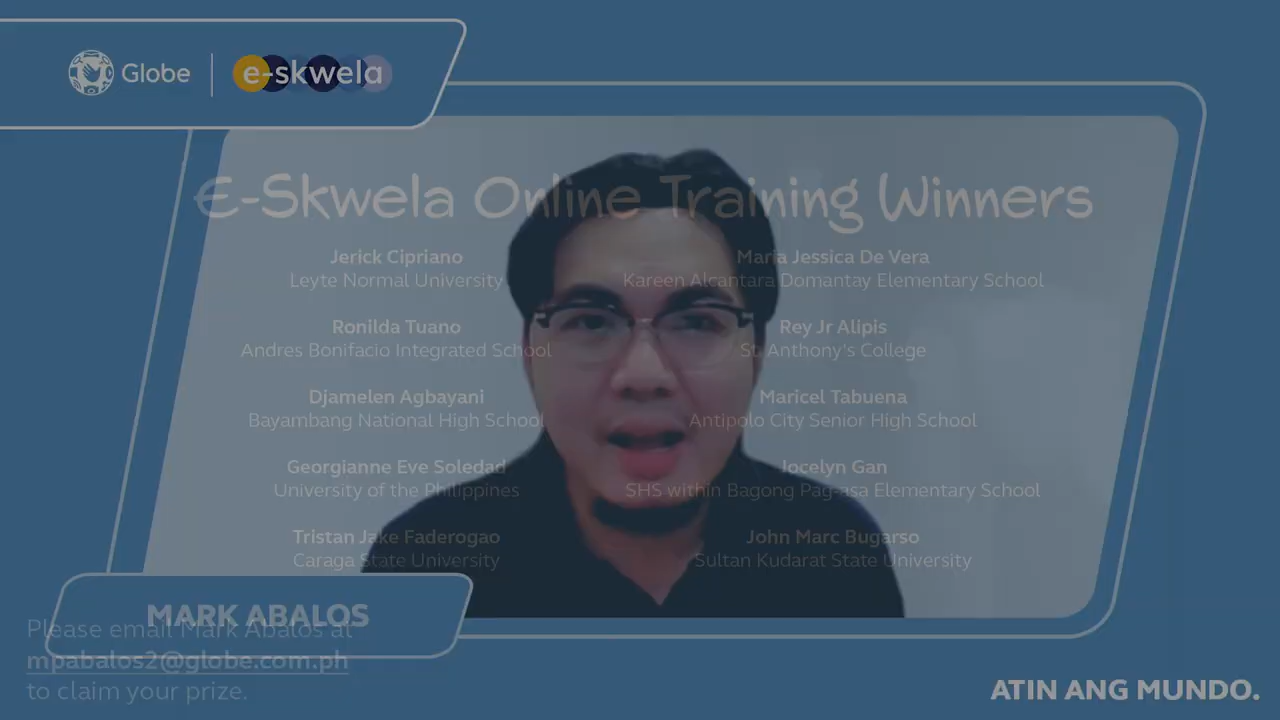 Globe
e-skwela
E-Skwela Online Training Winners
Jerick Cipriano
Leyte Normal University
Maria Jessica De Vera
Kareen Alcantara Domantay Elementary School
Ronilda Tuano
Andres Bonifacio Integrated School
Rey Jr Alipis
St Anthony's College
Djamelen Agbayani
Bayambang National High School
Maricel Tabuena
Antipolo City Senior High School
Georgianne Eve Soledad
University of the Philippines
Jocelyn Gan
SHS within Bagong Pag-asa Elementary School
Tristan Jake Faderogao
Caraga State University
John Marc Bugarso
Sultan Kudarat State University
MARK ABALOS
Please email Mark Abalos at
mpabalos2@globe.com.ph
to claim your prize.
ATIN ANG MUNDO.